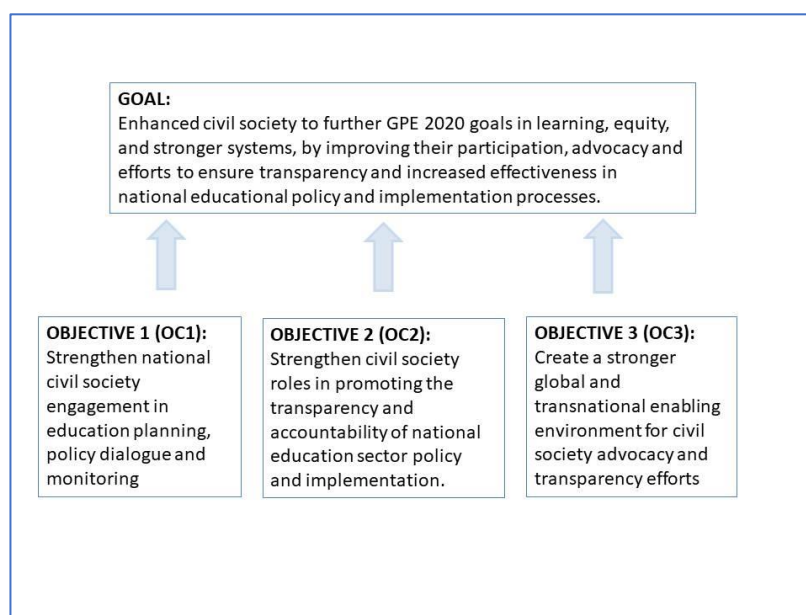 GOAL:
Enhanced civil society to further GPE 2020 goals in learning, equity,
and stronger systems, by improving their participation, advocacy and
efforts to ensure transparency and increased effectiveness in
national educational policy and implementation processes.
OBJECTIVE 1 (OC1):
Strengthen national
civil society
engagement in
education planning,
policy dialogue and
monitoring
OBJECTIVE 2 (OC2):
Strengthen civil society
roles in promoting the
transparency and
accountability of national
education sector policy
and implementation.
OBJECTIVE 3 (OC3):
Create a stronger
global and
transnational enabling
environment for civil
society advocacy and
transparency efforts